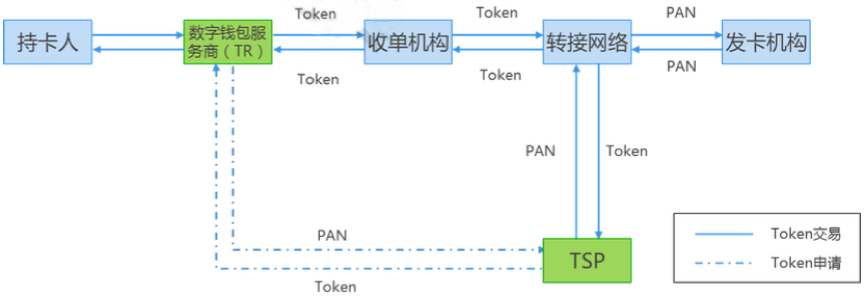 Token
Token
PAN
持卡人
数字钱包服
务商（TR）
收单机构
转接网络
发卡机构
Token
Token
PAN
PAN
Token
PAN
TSP
Token
Token交易
Token申请